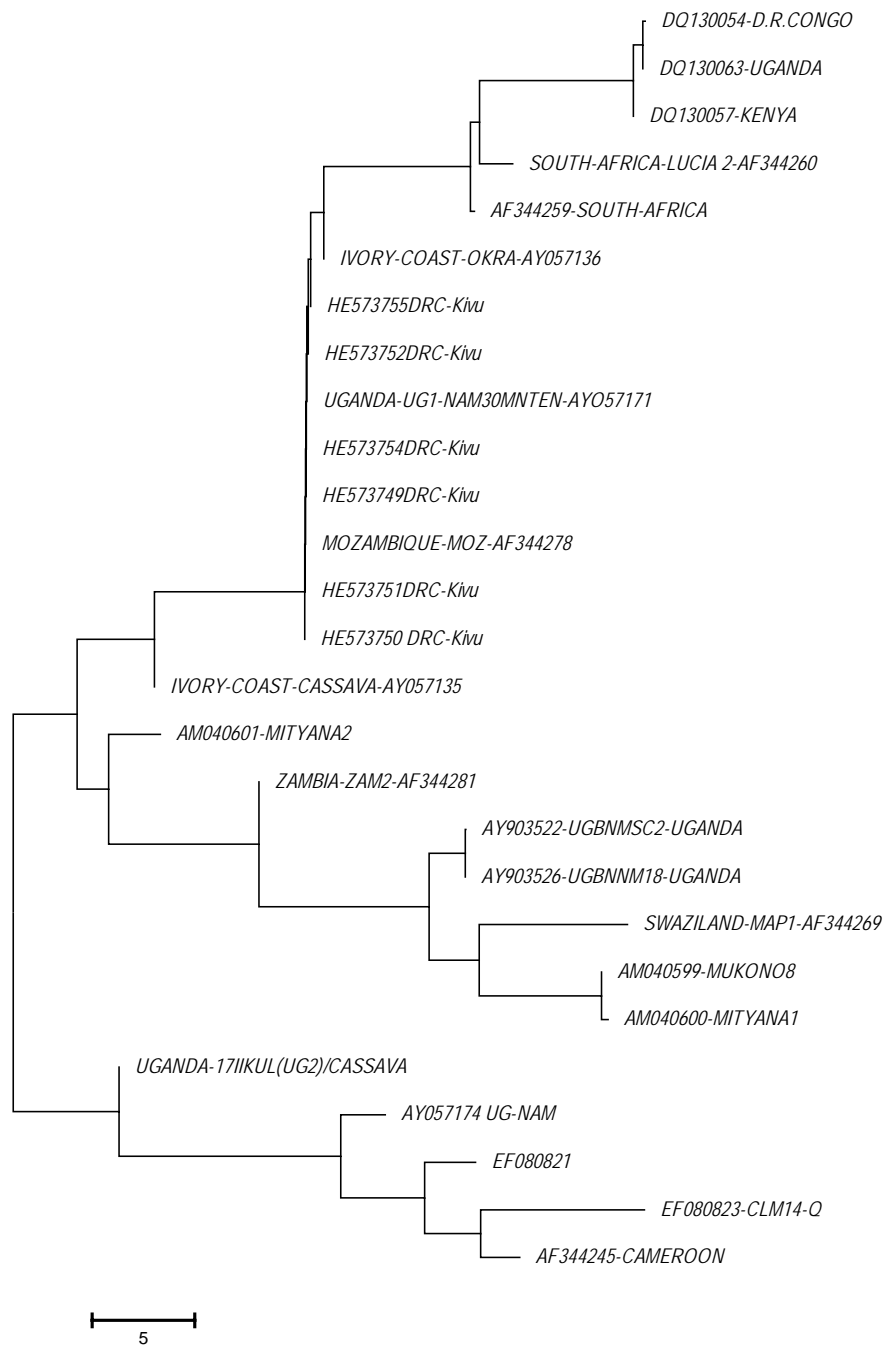 DQ130054-D.R.CONGO
DQ130063-UGANDA
DQ130057-KENYA
SOUTH-AFRICA-LUCIA 2-AF344260
AF344259-SOUTH-AFRICA
IVORY-COAST-OKRA-AY057136
HE573755DRC-Kivu
HE573752DRC-Kivu
UGANDA-UG1-NAM30MNTEN-AYO57171
HE573754DRC-Kivu
HE573749DRC-Kivu
MOZAMBIQUE-MOZ-AF344278
HE573751DRC-Kivu
HE573750 DRC-Kivu
IVORY-COAST-CASSAVA-AY057135
AM040601-MITYANA2
ZAMBIA-ZAM2-AF344281
AY903522-UGBNMSC2-UGANDA
AY903526-UGBNNM18-UGANDA
SWAZILAND-MAP1-AF344269
AM040599-MUKONO8
AM040600-MITYANA1
UGANDA-17IIKUL(UG2)/CASSAVA
AY057174 UG-NAM
EF080821
EF080823-CLM14-Q
AF344245-CAMEROON
5